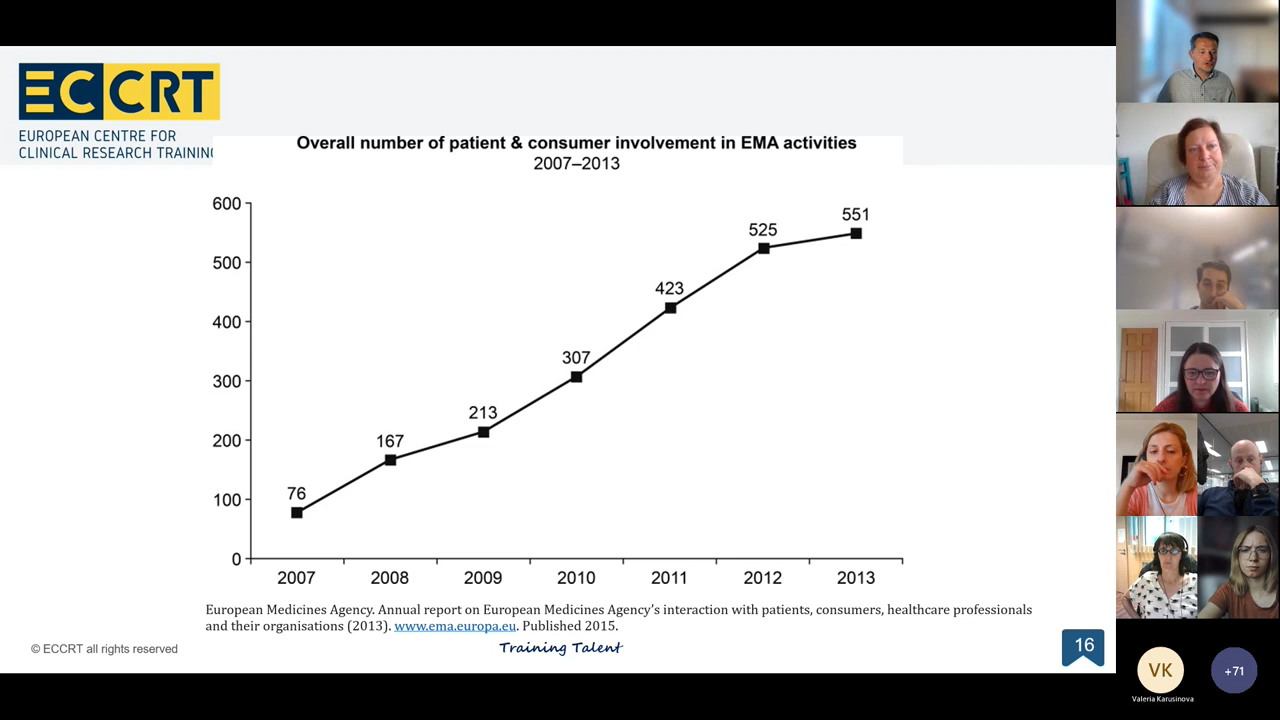 ECCRT
EUROPEAN CENTRE FOR
CLINICAL RESEARCH TRAINING
Overall number of patient & consumer involvement in EMA activities
2007–2013
600
500
400
300
200
100
0
76
167
213
307
423
525
551
2007 2008 2009 2010 2011 2012 2013
European Medicines Agency. Annual report on European Medicines Agency’s interaction with patients, consumers, healthcare professionals
and their organisations (2013). www.ema.europa.eu. Published 2015.
© ECCRT all rights reserved
Training Talent
16
VK
Valeria Karusinova
+71